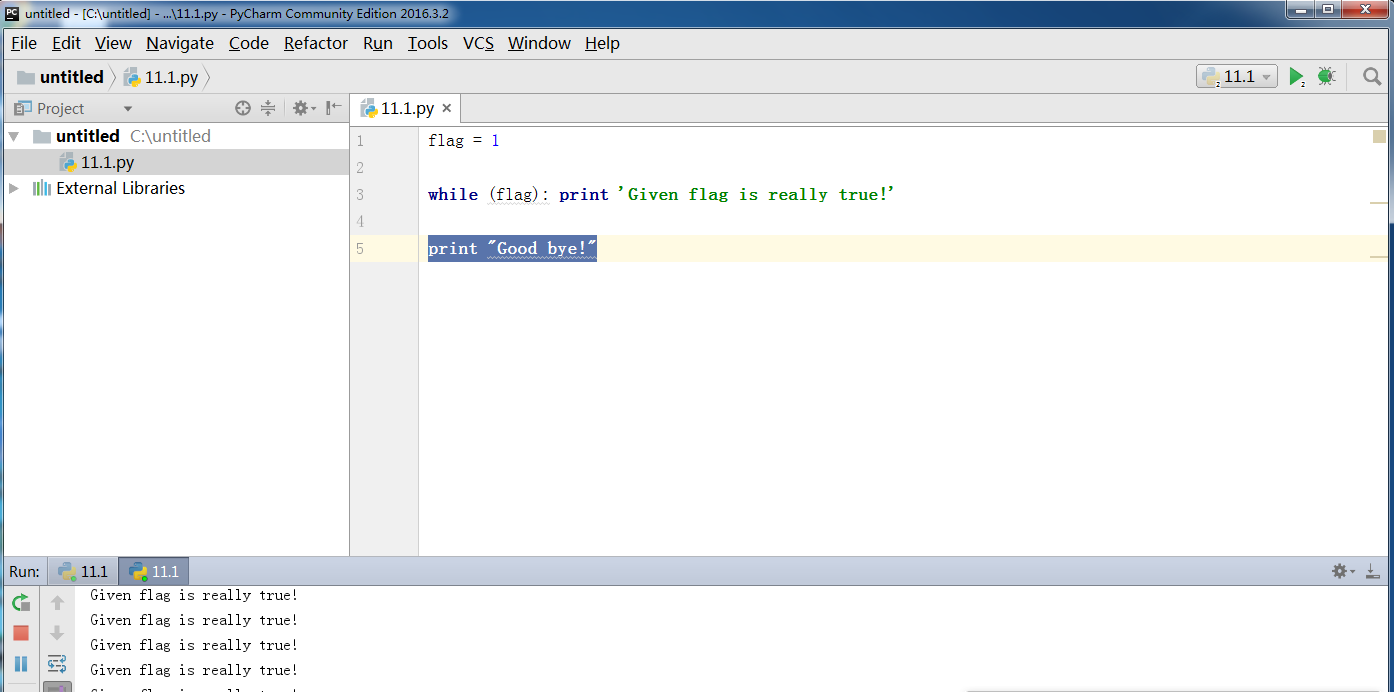 PC untitled - [C:\untitled] - ...\11.1.py - PyCharm Community Edition 2016.3.2
File Edit View Navigate Code Refactor Run Tools VCS Window Help
untitled 11.1.py 11.1
Project 11.1.py
untitled C:\untitled
11.1.py
External Libraries
1 flag = 1
2
3 while (flag): print 'Given flag is really true!'
4
5 print "Good bye!"
Run: 11.1 11.1
Given flag is really true!
Given flag is really true!
Given flag is really true!
Given flag is really true!